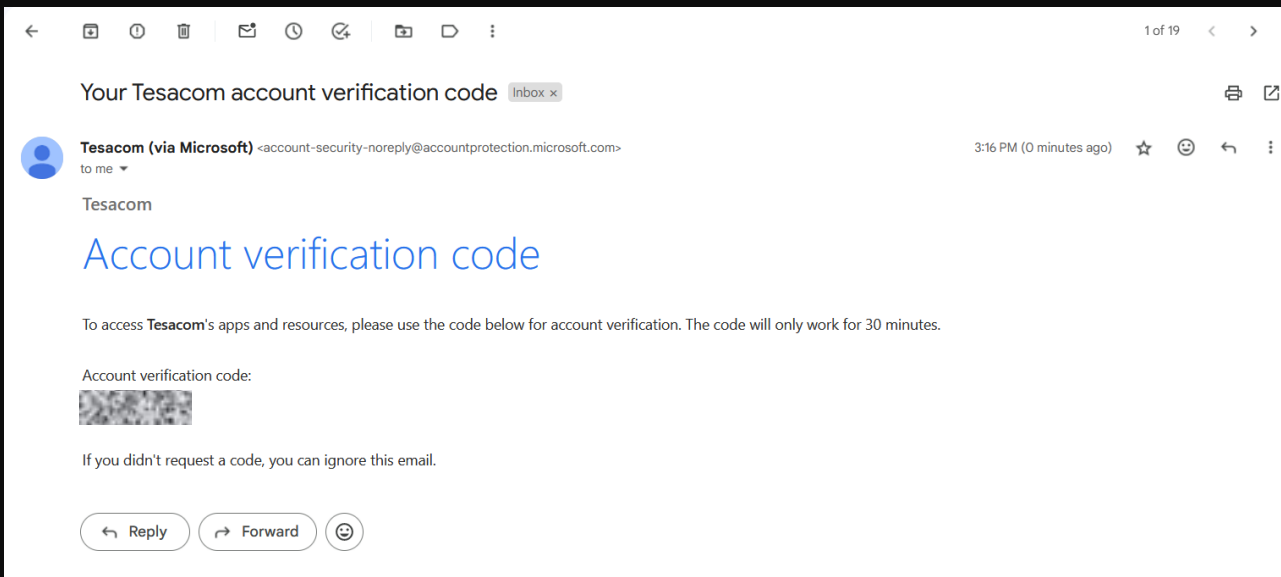 1 of 19
Your Tesacom account verification code Inbox ×
Tesacom (via Microsoft) <account-security-noreply@accountprotection.microsoft.com> 3:16 PM (0 minutes ago)
to me
Tesacom
Account verification code
To access Tesacom's apps and resources, please use the code below for account verification. The code will only work for 30 minutes.
Account verification code:
If you didn't request a code, you can ignore this email.
Reply Forward